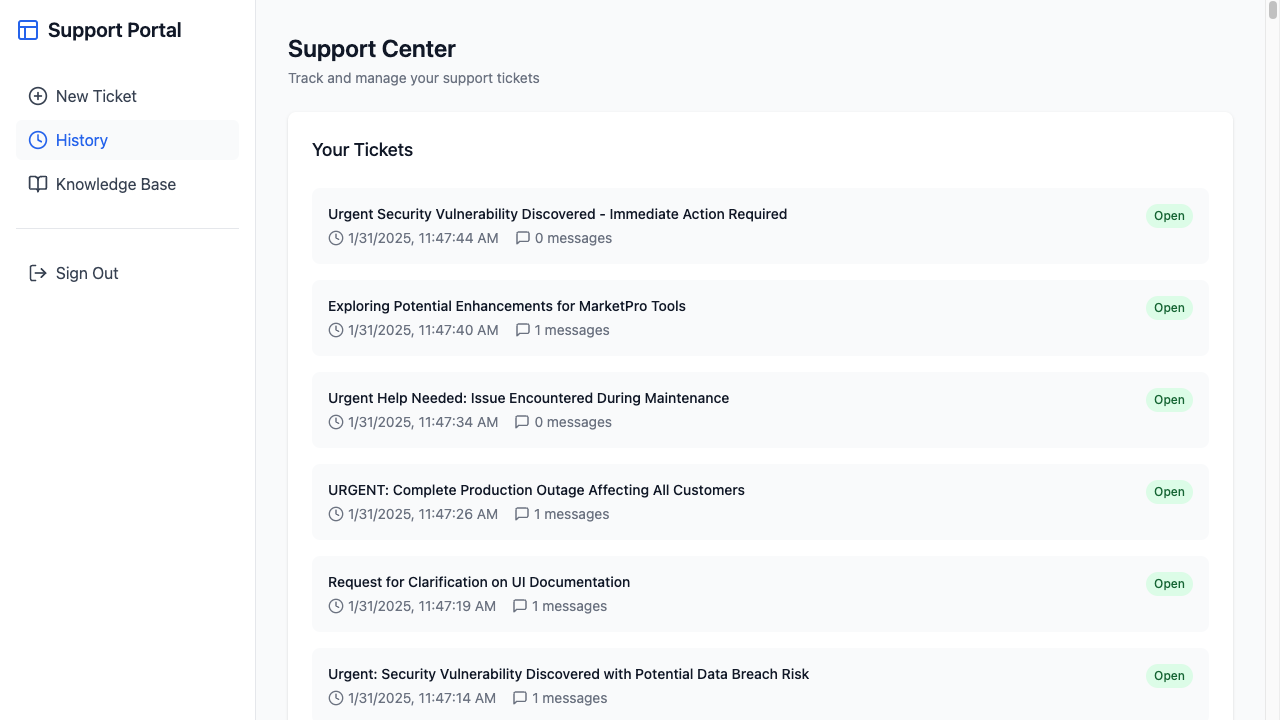 Support Portal
New Ticket
History
Knowledge Base
Sign Out
Support Center
Track and manage your support tickets
Your Tickets
Urgent Security Vulnerability Discovered - Immediate Action Required
Open
1/31/2025, 11:47:44 AM 0 messages
Exploring Potential Enhancements for MarketPro Tools
Open
1/31/2025, 11:47:40 AM 1 messages
Urgent Help Needed: Issue Encountered During Maintenance
Open
1/31/2025, 11:47:34 AM 0 messages
URGENT: Complete Production Outage Affecting All Customers
Open
1/31/2025, 11:47:26 AM 1 messages
Request for Clarification on UI Documentation
Open
1/31/2025, 11:47:19 AM 1 messages
Urgent: Security Vulnerability Discovered with Potential Data Breach Risk
Open
1/31/2025, 11:47:14 AM 1 messages